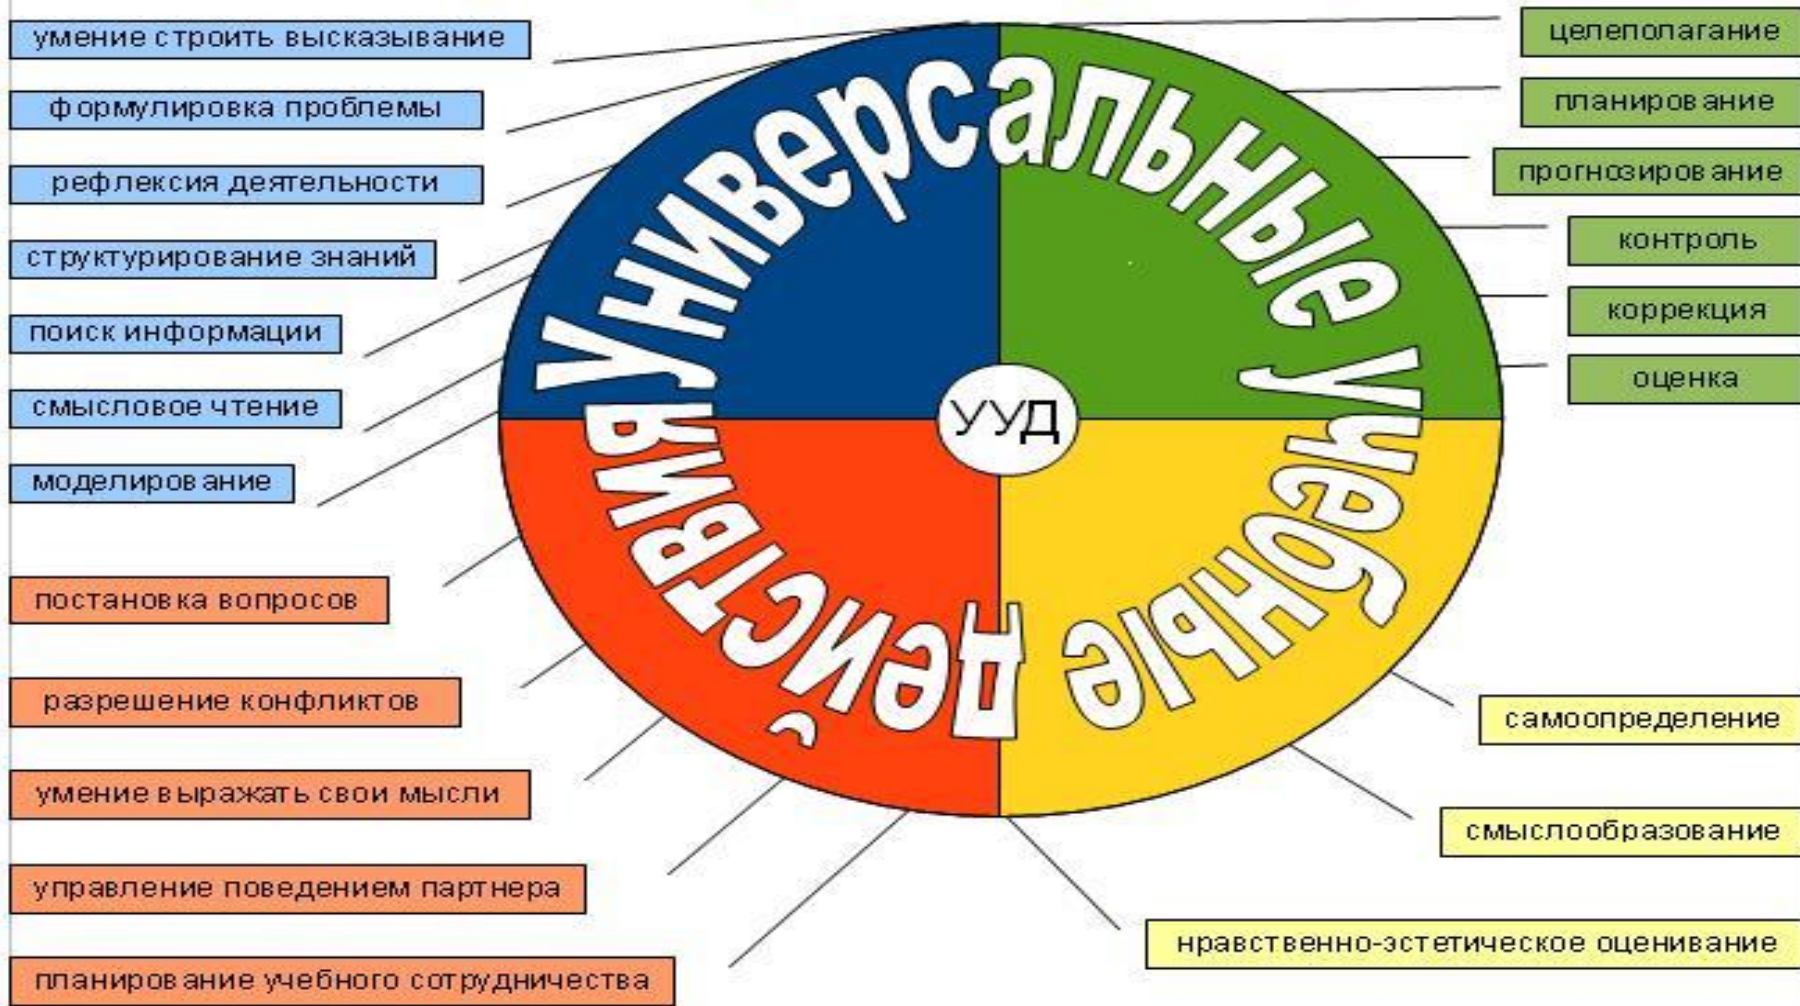 умение строить высказывание
формулировка проблемы
рефлексия деятельности
структурирование знаний
поиск информации
смысловое чтение
моделирование
постановка вопросов
разрешение конфликтов
умение выражать свои мысли
управление поведением партнера
планирование учебного сотрудничества
Универсальные учебные действия
УУД
целеполагание
планирование
прогнозирование
контроль
коррекция
оценка
самоопределение
смыслообразование
нравственно-эстетическое оценивание